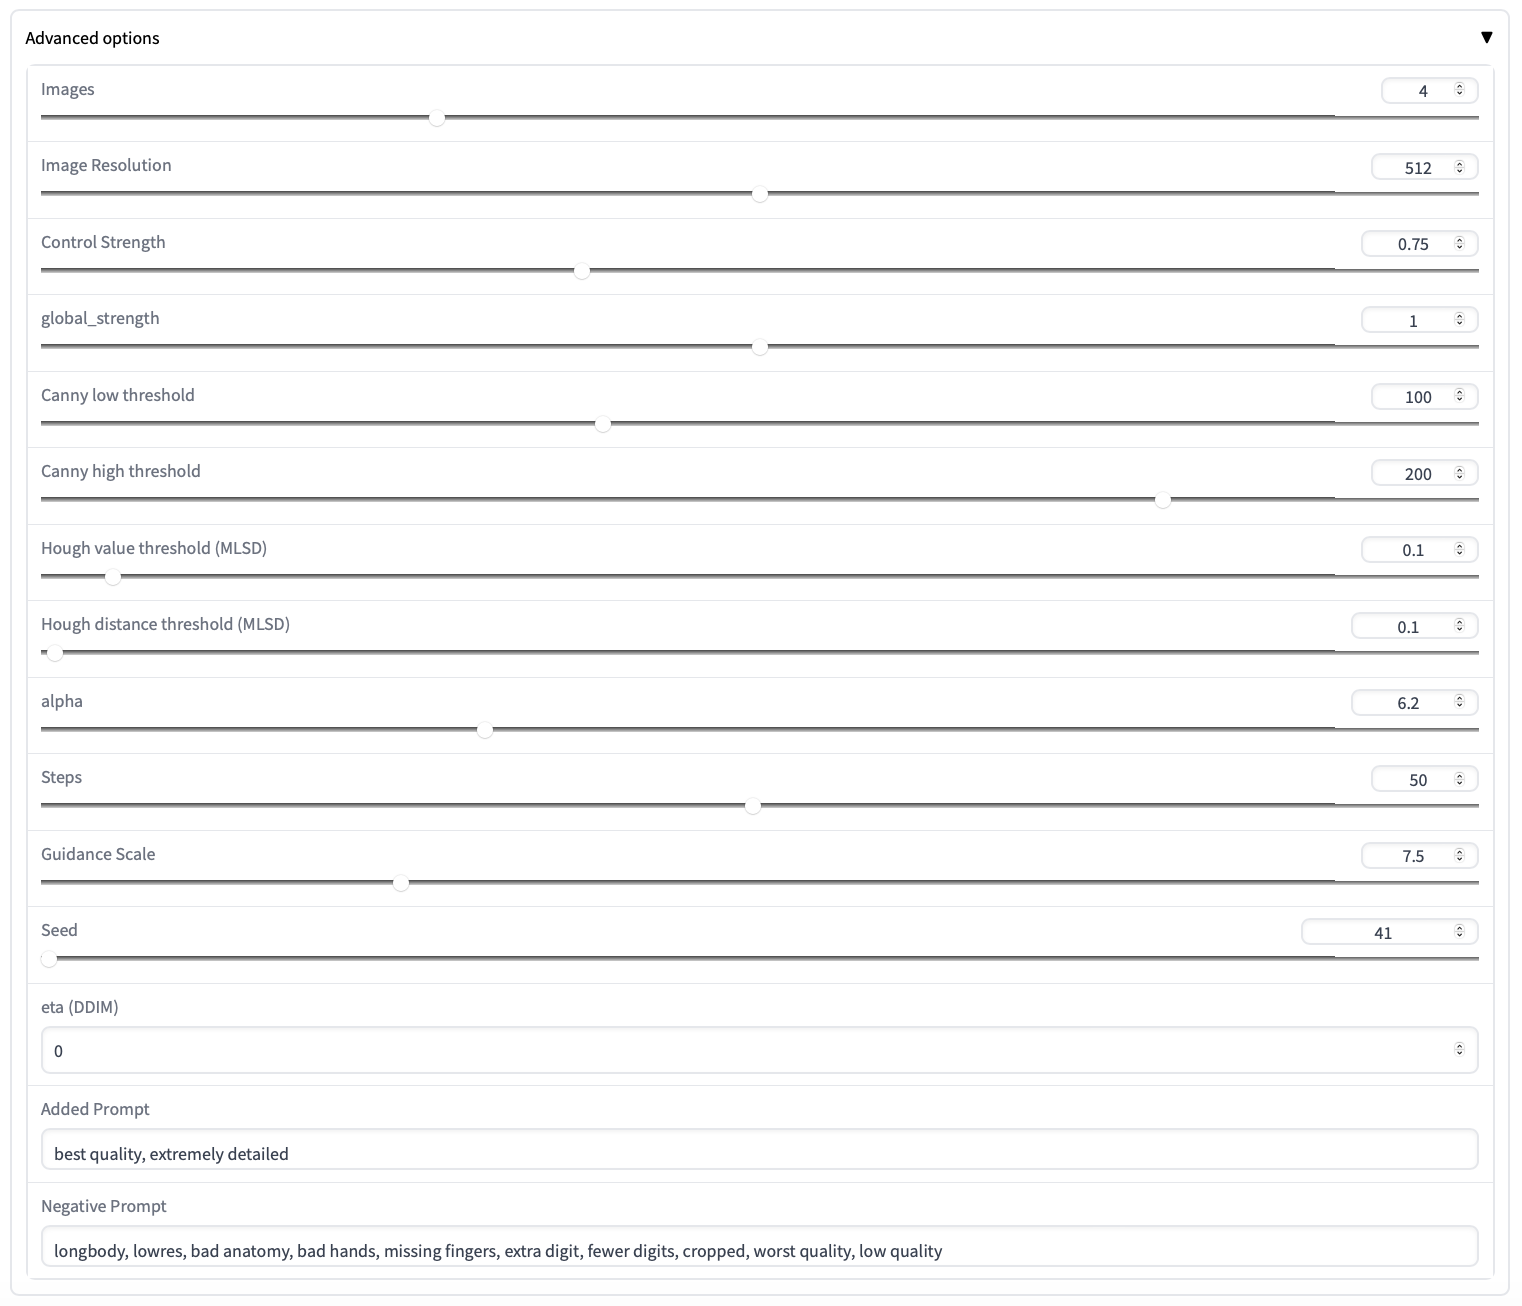 Advanced options ▼
Images 4
Image Resolution 512
Control Strength 0.75
global_strength 1
Canny low threshold 100
Canny high threshold 200
Hough value threshold (MLSD) 0.1
Hough distance threshold (MLSD) 0.1
alpha 6.2
Steps 50
Guidance Scale 7.5
Seed 41
eta (DDIM)
0
Added Prompt
best quality, extremely detailed
Negative Prompt
longbody, lowres, bad anatomy, bad hands, missing fingers, extra digit, fewer digits, cropped, worst quality, low quality